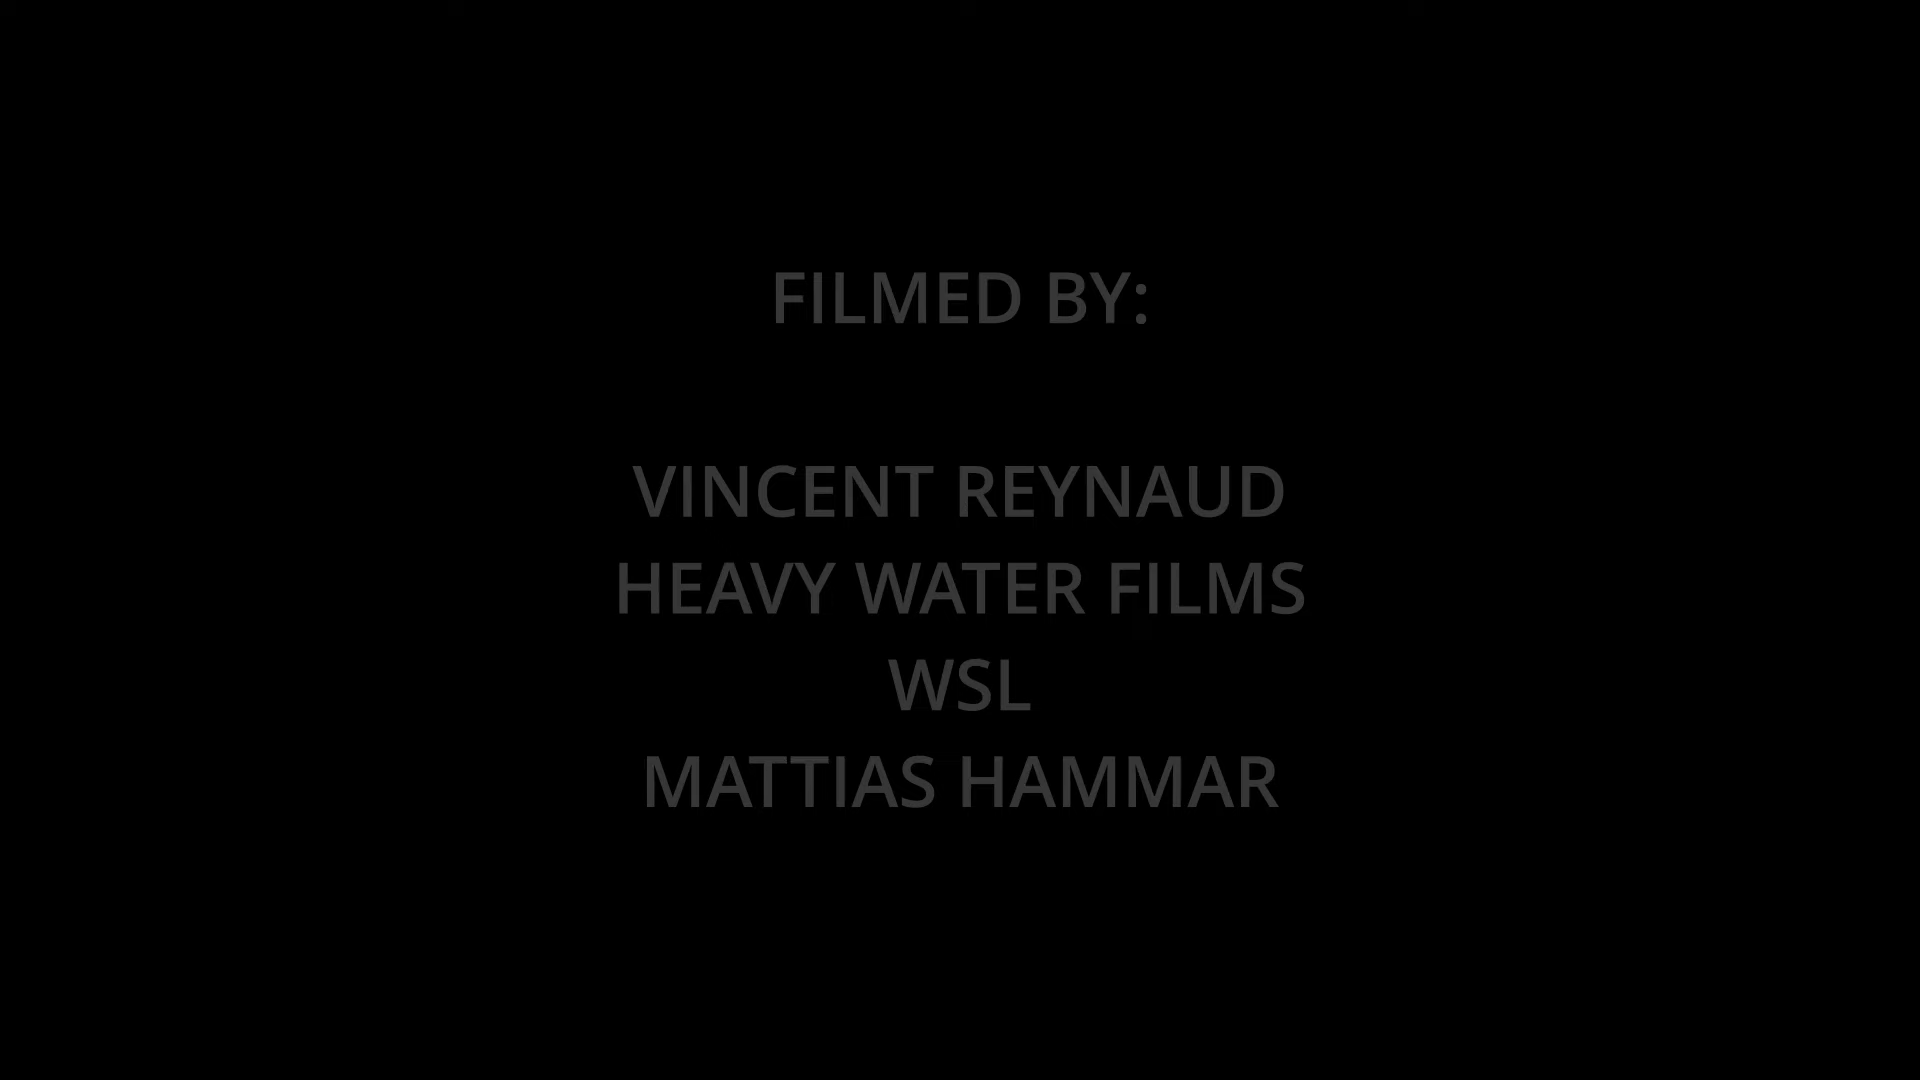 FILMED BY:
VINCENT REYNAUD
HEAVY WATER FILMS
WSL
MATTIAS HAMMAR